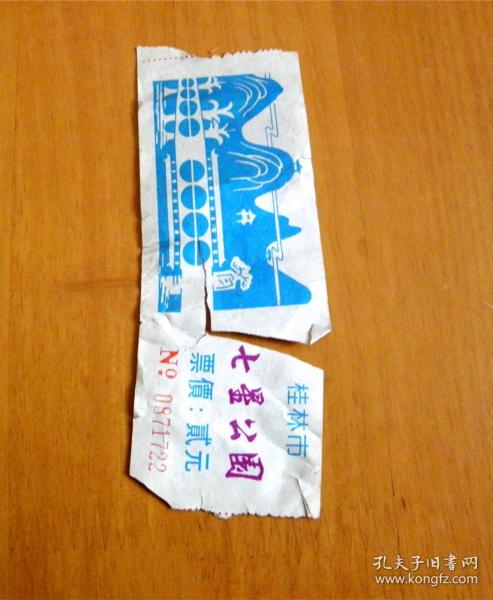 桂林市
七星公园
票價：貳元
No 0871722
孔夫子旧书网
www.kongfz.com